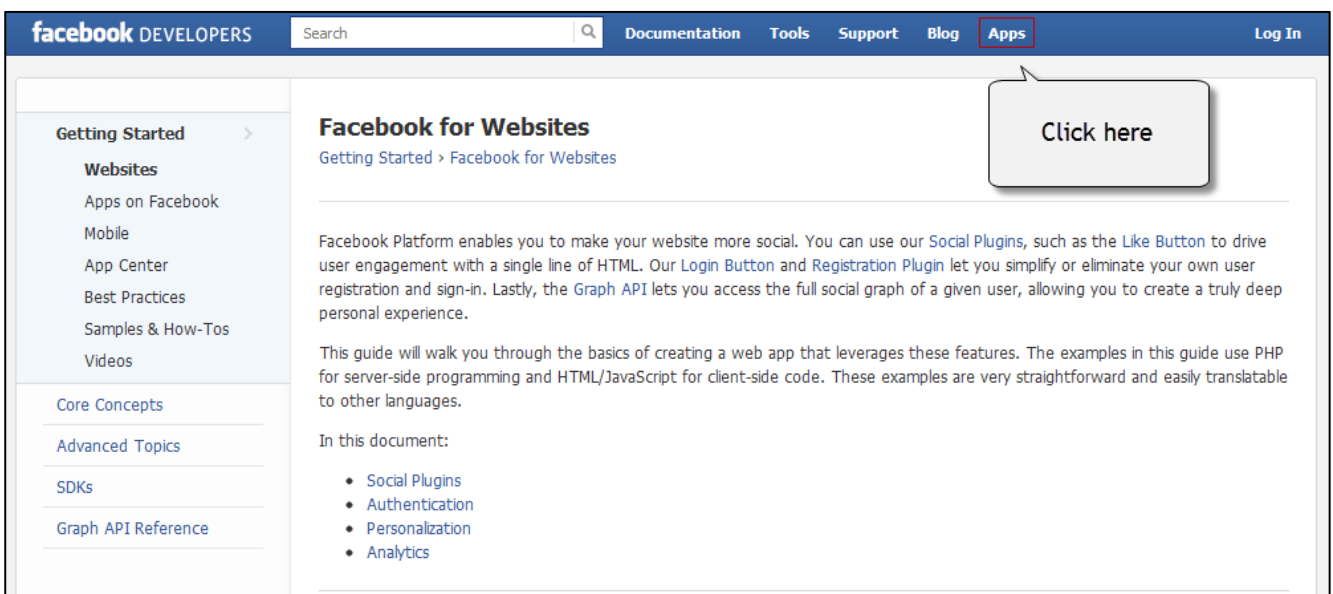 facebook DEVELOPERS
Search
Documentation Tools Support Blog Apps Log In
Click here
Getting Started
Websites
Apps on Facebook
Mobile
App Center
Best Practices
Samples & How-Tos
Videos
Core Concepts
Advanced Topics
SDKs
Graph API Reference
Facebook for Websites
Getting Started › Facebook for Websites
Facebook Platform enables you to make your website more social. You can use our Social Plugins, such as the Like Button to drive
user engagement with a single line of HTML. Our Login Button and Registration Plugin let you simplify or eliminate your own user
registration and sign-in. Lastly, the Graph API lets you access the full social graph of a given user, allowing you to create a truly deep
personal experience.
This guide will walk you through the basics of creating a web app that leverages these features. The examples in this guide use PHP
for server-side programming and HTML/JavaScript for client-side code. These examples are very straightforward and easily translatable
to other languages.
In this document:
• Social Plugins
• Authentication
• Personalization
• Analytics